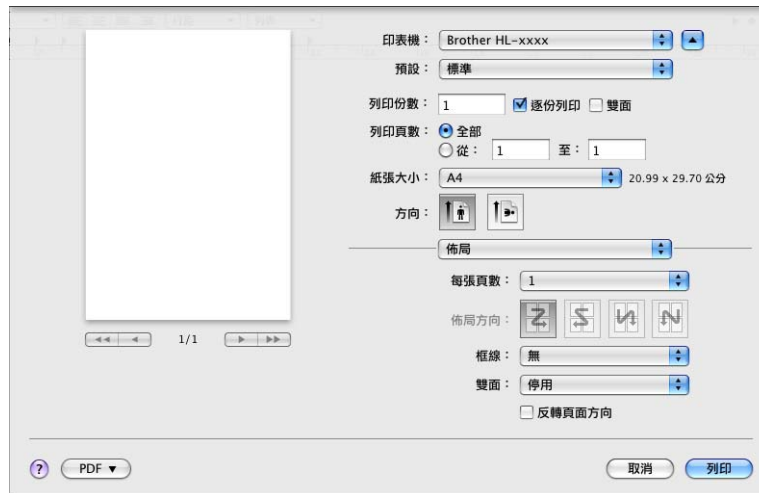 印表機： Brother HL-xxxx
預設： 標準
列印份數： 1 逐份列印 雙面
列印頁數： 全部
從： 1 至： 1
紙張大小： A4 20.99 x 29.70 公分
方向：
佈局
每張頁數： 1
佈局方向：
1/1
框線： 無
雙面： 停用
反轉頁面方向
? PDF ▼ 取消 列印